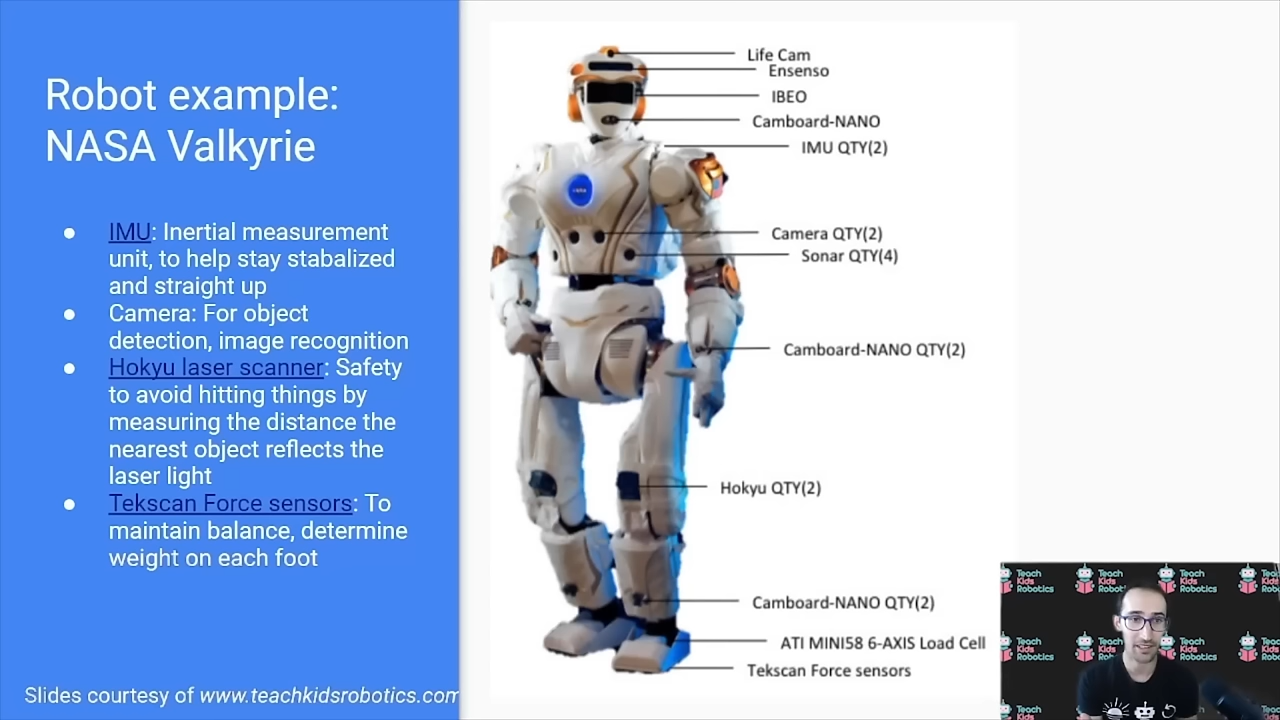 Robot example:
NASA Valkyrie
● IMU: Inertial measurement
unit, to help stay stabalized
and straight up
● Camera: For object
detection, image recognition
● Hokyu laser scanner: Safety
to avoid hitting things by
measuring the distance the
nearest object reflects the
laser light
● Tekscan Force sensors: To
maintain balance, determine
weight on each foot
Slides courtesy of www.teachkidsrobotics.com
Life Cam
Ensenso
IBEO
Camboard-NANO
IMU QTY(2)
Camera QTY(2)
Sonar QTY(4)
Camboard-NANO QTY(2)
Hokyu QTY(2)
Camboard-NANO QTY(2)
ATI MINI58 6-AXIS Load Cell
Tekscan Force sensors
Teach
Kids
Robotics